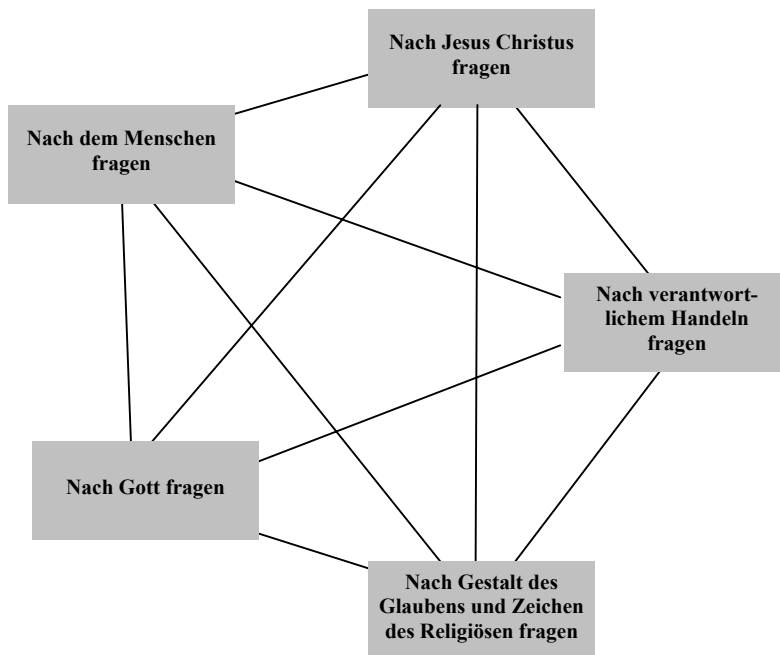 Nach Jesus Christus
fragen
Nach dem Menschen
fragen
Nach verantwort-
lichem Handeln
fragen
Nach Gott fragen
Nach Gestalt des
Glaubens und Zeichen
des Religiösen fragen